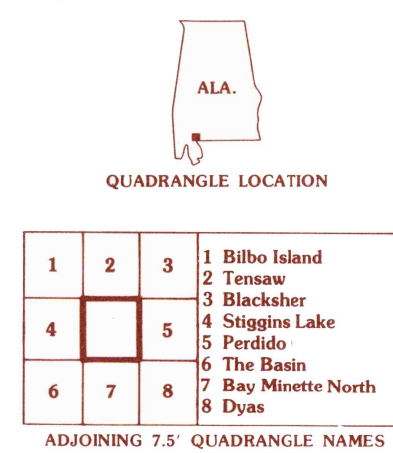 ALA.
QUADRANGLE LOCATION
1 2 3
4 5
6 7 8
1 Bilbo Island
2 Tensaw
3 Blacksher
4 Stiggins Lake
5 Perdido
6 The Basin
7 Bay Minette North
8 Dyas
ADJOINING 7.5′ QUADRANGLE NAMES